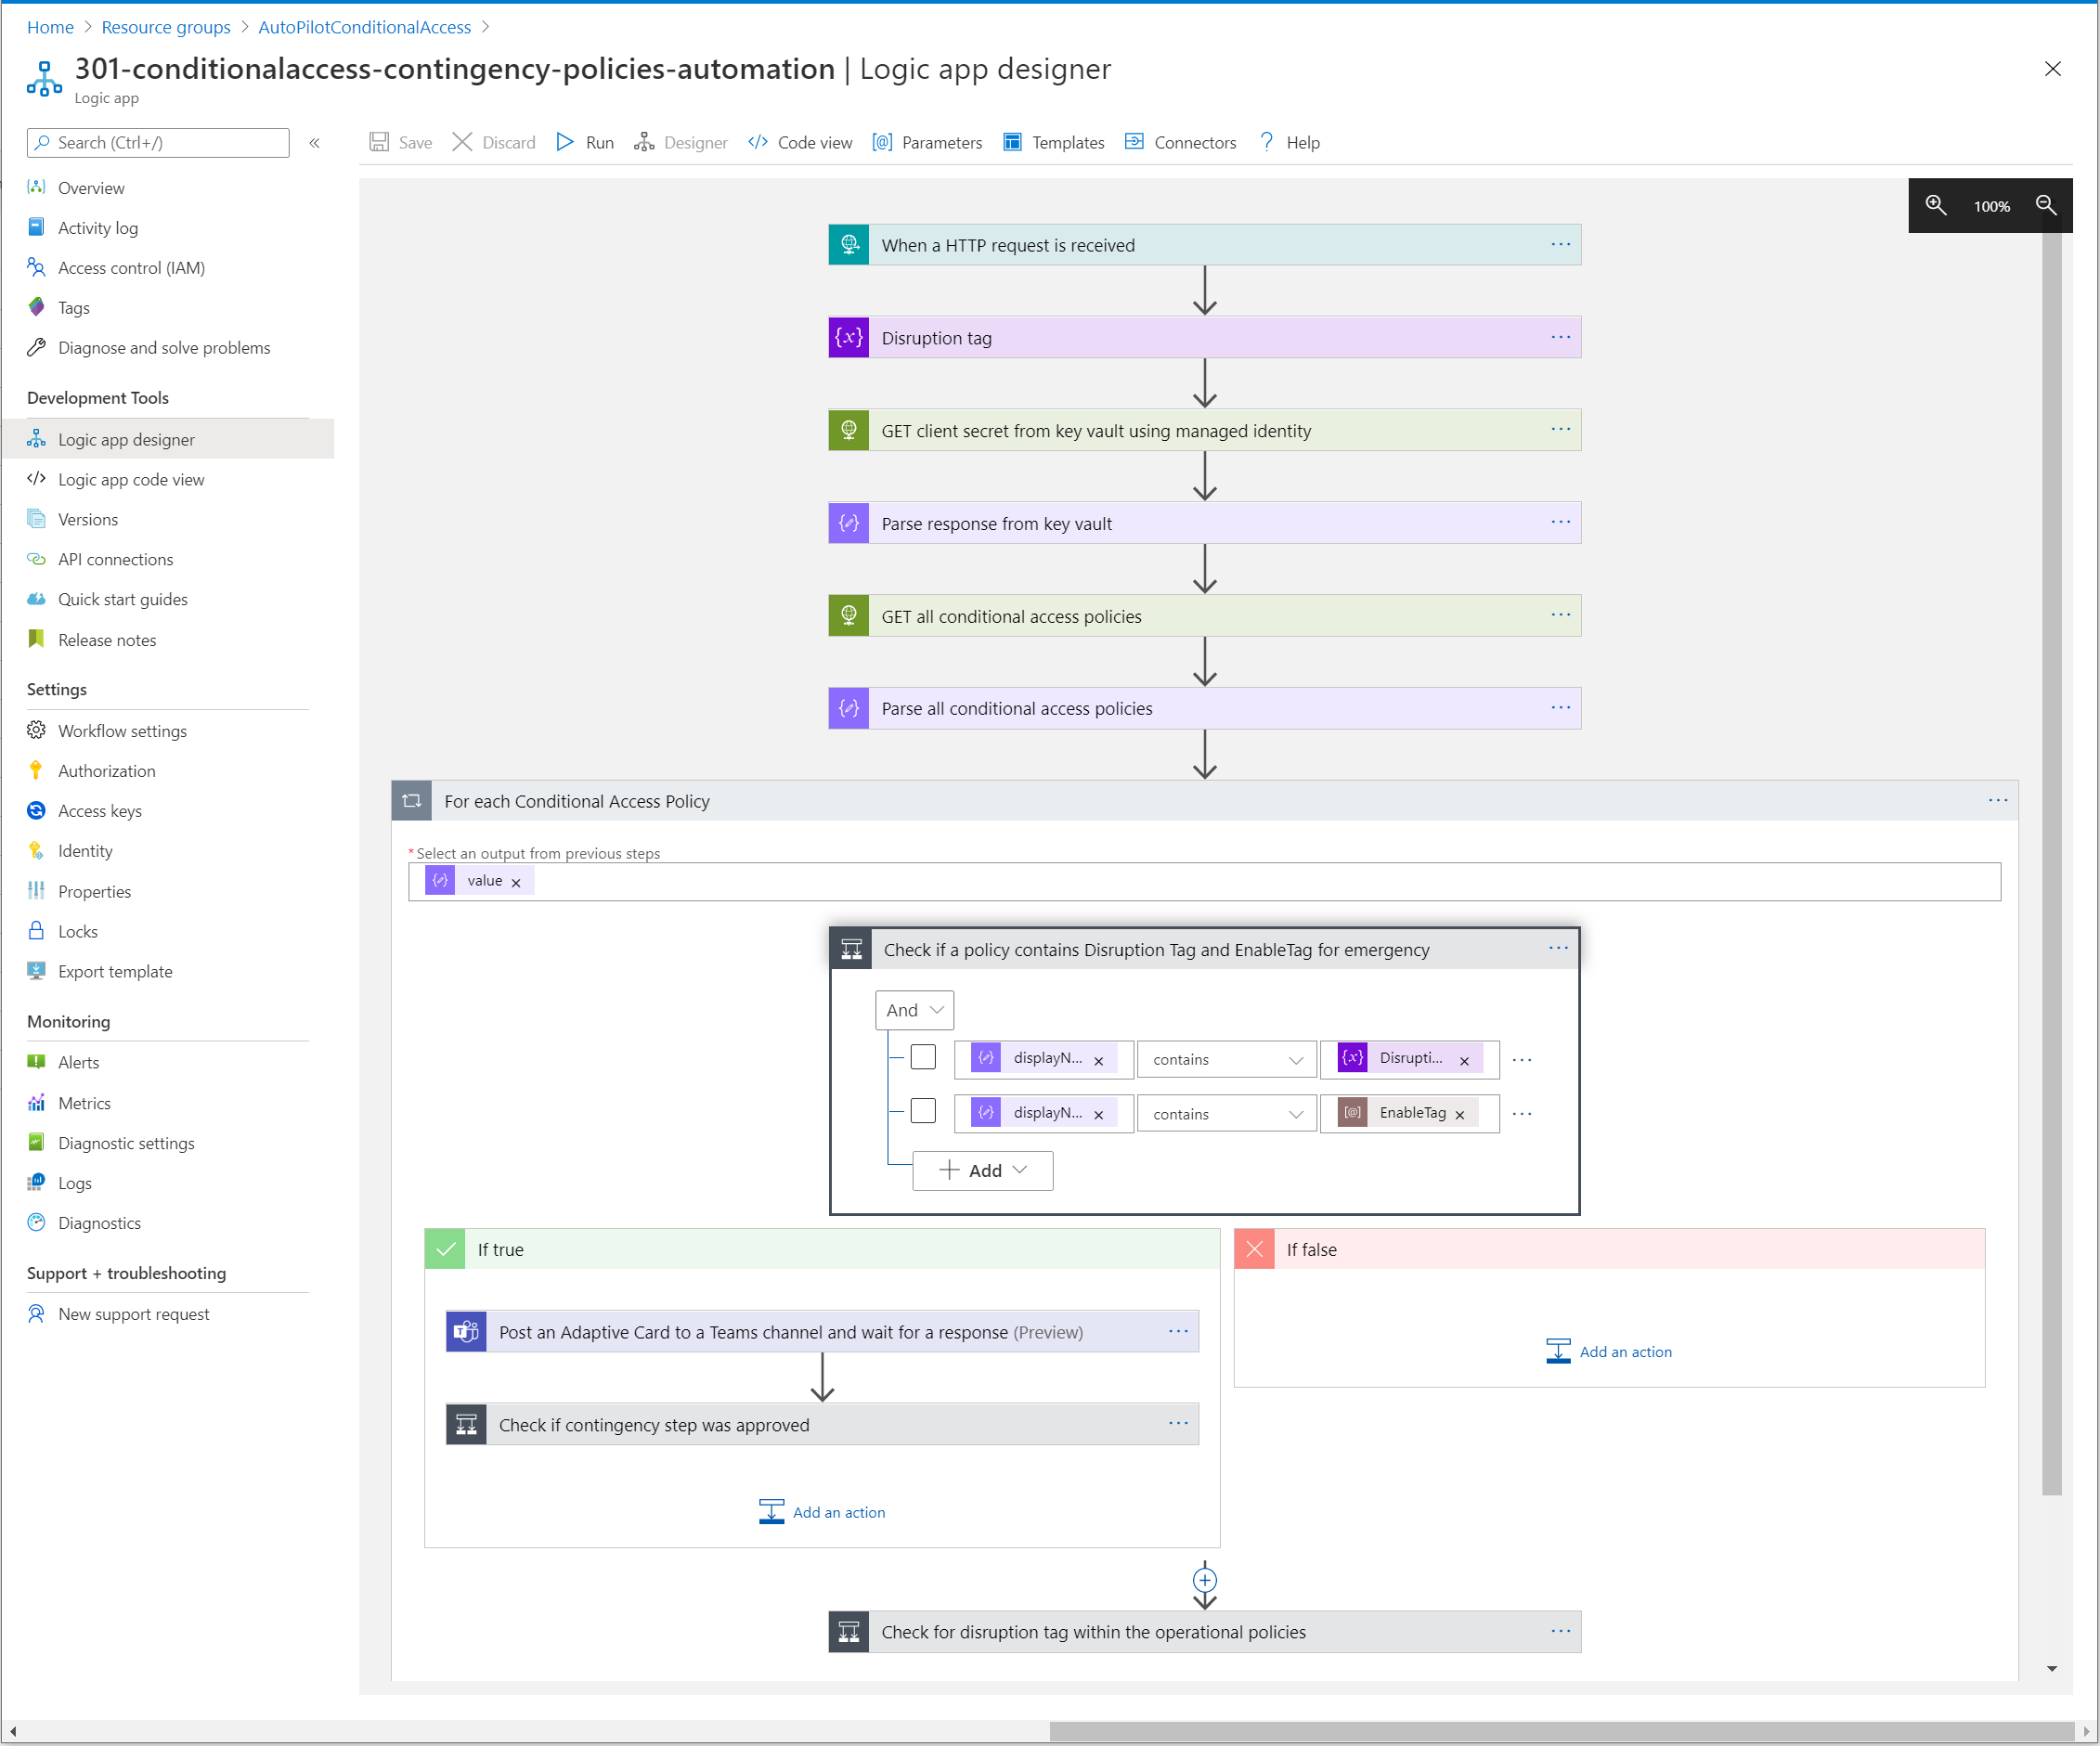 Home > Resource groups > AutoPilotConditionalAccess >
301-conditionalaccess-contingency-policies-automation | Logic app designer
Logic app
Search (Ctrl+/)
«
Save
Discard
Run
Designer
Code view
Parameters
Templates
Connectors
Help
Overview
Activity log
Access control (IAM)
Tags
Diagnose and solve problems
Development Tools
Logic app designer
Logic app code view
Versions
API connections
Quick start guides
Release notes
Settings
Workflow settings
Authorization
Access keys
Identity
Properties
Locks
Export template
Monitoring
Alerts
Metrics
Diagnostic settings
Logs
Diagnostics
Support + troubleshooting
New support request
100%
When a HTTP request is received
Disruption tag
GET client secret from key vault using managed identity
Parse response from key vault
GET all conditional access policies
Parse all conditional access policies
For each Conditional Access Policy
* Select an output from previous steps
value ×
Check if a policy contains Disruption Tag and EnableTag for emergency
And
displayN... × contains Disrupti... ×
displayN... × contains EnableTag ×
+ Add
If true
Post an Adaptive Card to a Teams channel and wait for a response (Preview)
Check if contingency step was approved
Add an action
If false
Add an action
Check for disruption tag within the operational policies